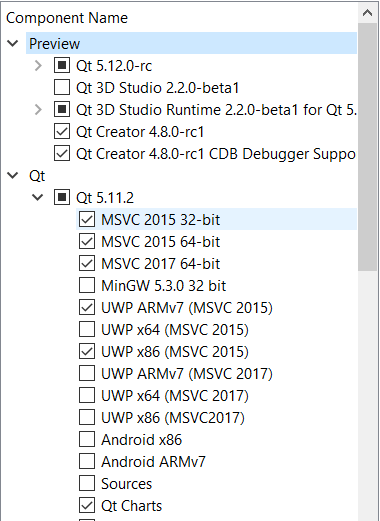 Component Name
Preview
Qt 5.12.0-rc
Qt 3D Studio 2.2.0-beta1
Qt 3D Studio Runtime 2.2.0-beta1 for Qt 5.
Qt Creator 4.8.0-rc1
Qt Creator 4.8.0-rc1 CDB Debugger Suppo
Qt
Qt 5.11.2
MSVC 2015 32-bit
MSVC 2015 64-bit
MSVC 2017 64-bit
MinGW 5.3.0 32 bit
UWP ARMv7 (MSVC 2015)
UWP x64 (MSVC 2015)
UWP x86 (MSVC 2015)
UWP ARMv7 (MSVC 2017)
UWP x64 (MSVC 2017)
UWP x86 (MSVC2017)
Android x86
Android ARMv7
Sources
Qt Charts